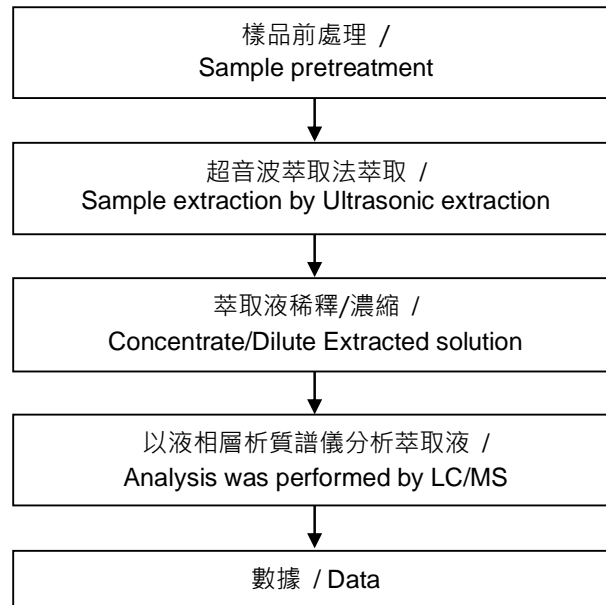 樣品前處理 /
Sample pretreatment
超音波萃取法萃取 /
Sample extraction by Ultrasonic extraction
萃取液稀釋/濃縮 /
Concentrate/Dilute Extracted solution
以液相層析質譜儀分析萃取液 /
Analysis was performed by LC/MS
數據 / Data